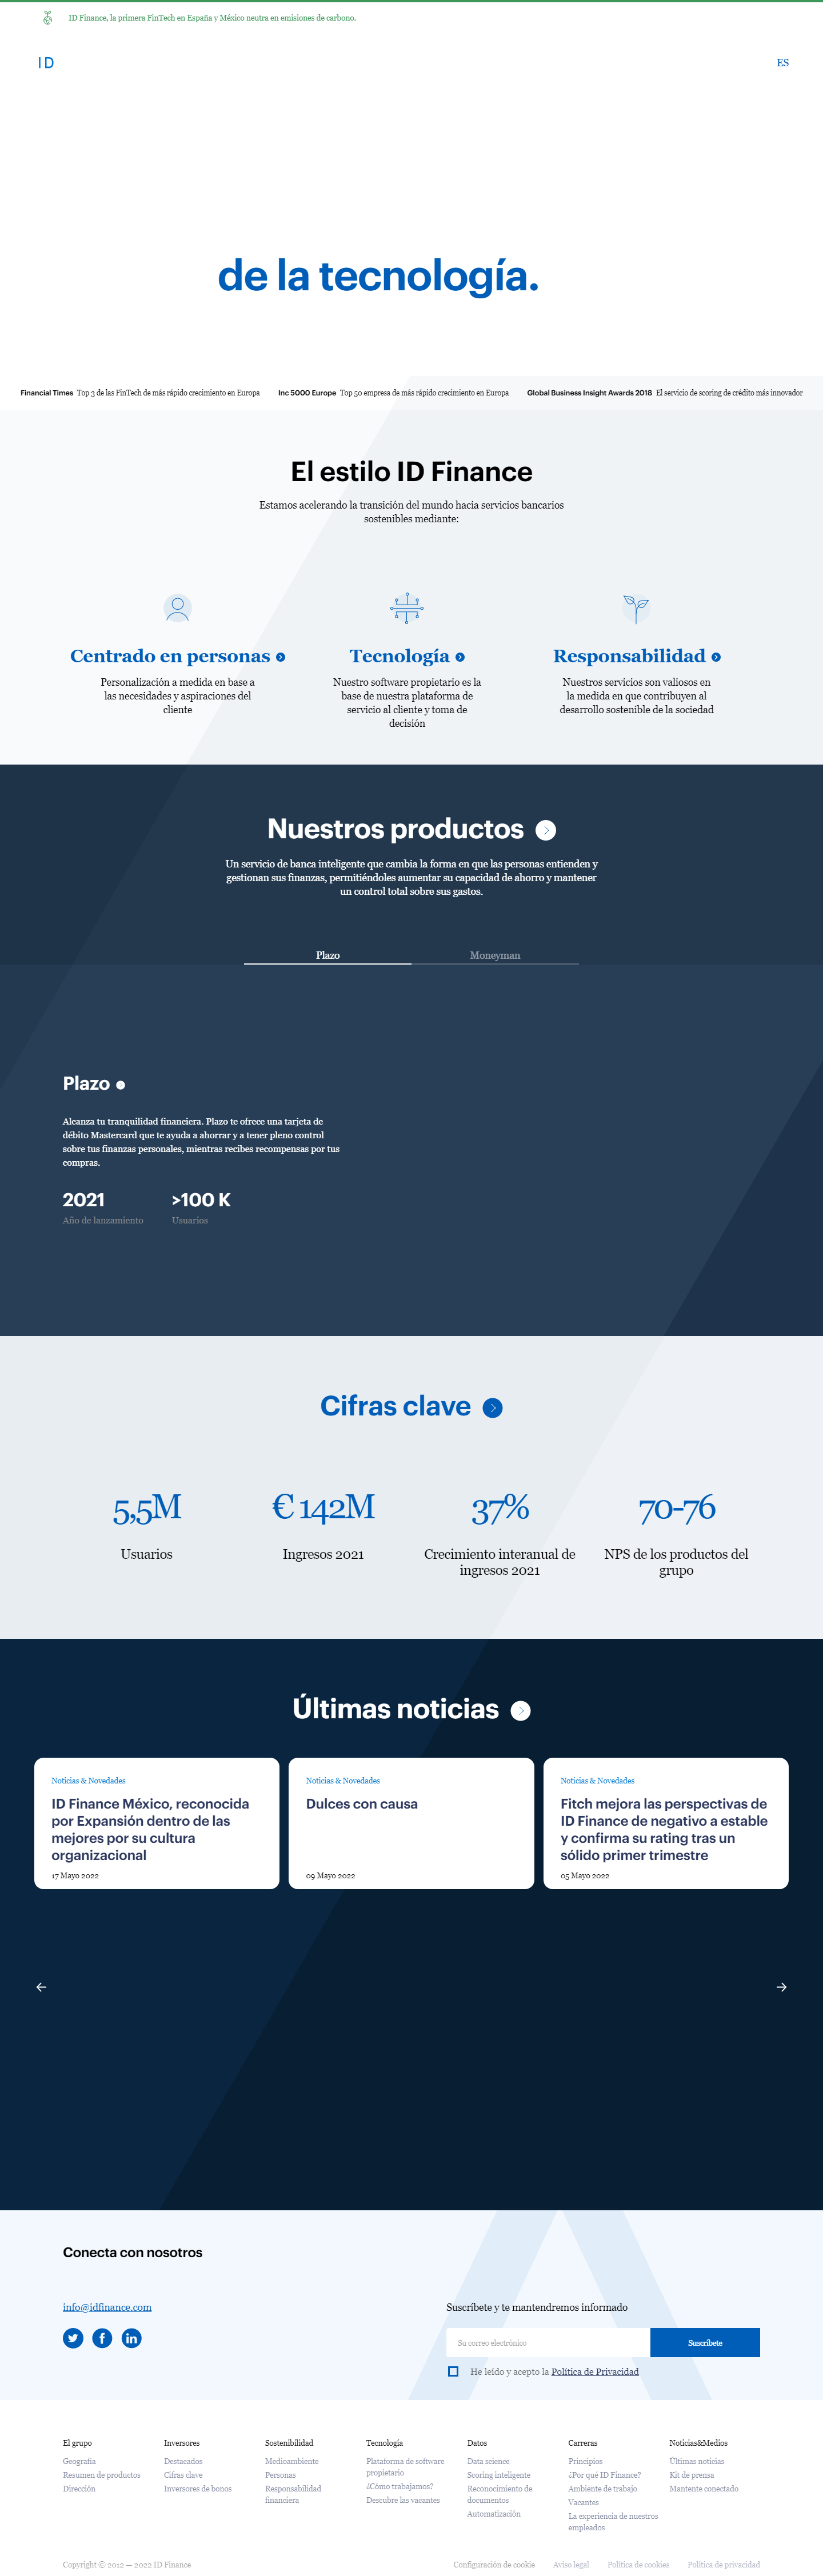 ID Finance, la primera FinTech en España y México neutra en emisiones de carbono.
ID
ES
de la tecnología.
Financial Times Top 3 de las FinTech de más rápido crecimiento en Europa
Inc 5000 Europe Top 50 empresa de más rápido crecimiento en Europa
Global Business Insight Awards 2018 El servicio de scoring de crédito más innovador
El estilo ID Finance
Estamos acelerando la transición del mundo hacia servicios bancarios
sostenibles mediante:
Centrado en personas
Personalización a medida en base a
las necesidades y aspiraciones del
cliente
Tecnología
Nuestro software propietario es la
base de nuestra plataforma de
servicio al cliente y toma de
decisión
Responsabilidad
Nuestros servicios son valiosos en
la medida en que contribuyen al
desarrollo sostenible de la sociedad
Nuestros productos
Un servicio de banca inteligente que cambia la forma en que las personas entienden y
gestionan sus finanzas, permitiéndoles aumentar su capacidad de ahorro y mantener
un control total sobre sus gastos.
Plazo
Moneyman
Plazo
Alcanza tu tranquilidad financiera. Plazo te ofrece una tarjeta de
débito Mastercard que te ayuda a ahorrar y a tener pleno control
sobre tus finanzas personales, mientras recibes recompensas por tus
compras.
2021
Año de lanzamiento
>100 K
Usuarios
Cifras clave
5,5M
Usuarios
€ 142M
Ingresos 2021
37%
Crecimiento interanual de
ingresos 2021
70-76
NPS de los productos del
grupo
Últimas noticias
Noticias & Novedades
ID Finance México, reconocida
por Expansión dentro de las
mejores por su cultura
organizacional
17 Mayo 2022
Noticias & Novedades
Dulces con causa
09 Mayo 2022
Noticias & Novedades
Fitch mejora las perspectivas de
ID Finance de negativo a estable
y confirma su rating tras un
sólido primer trimestre
05 Mayo 2022
Conecta con nosotros
info@idfinance.com
Suscríbete y te mantendremos informado
Su correo electrónico
Suscríbete
He leído y acepto la Política de Privacidad
El grupo
Geografía
Resumen de productos
Dirección
Inversores
Destacados
Cifras clave
Inversores de bonos
Sostenibilidad
Medioambiente
Personas
Responsabilidad
financiera
Tecnología
Plataforma de software
propietario
¿Cómo trabajamos?
Descubre las vacantes
Datos
Data science
Scoring inteligente
Reconocimiento de
documentos
Automatización
Carreras
Principios
¿Por qué ID Finance?
Ambiente de trabajo
Vacantes
La experiencia de nuestros
empleados
Noticias&Medios
Últimas noticias
Kit de prensa
Mantente conectado
Copyright © 2012 — 2022 ID Finance
Configuración de cookie
Aviso legal
Política de cookies
Política de privacidad